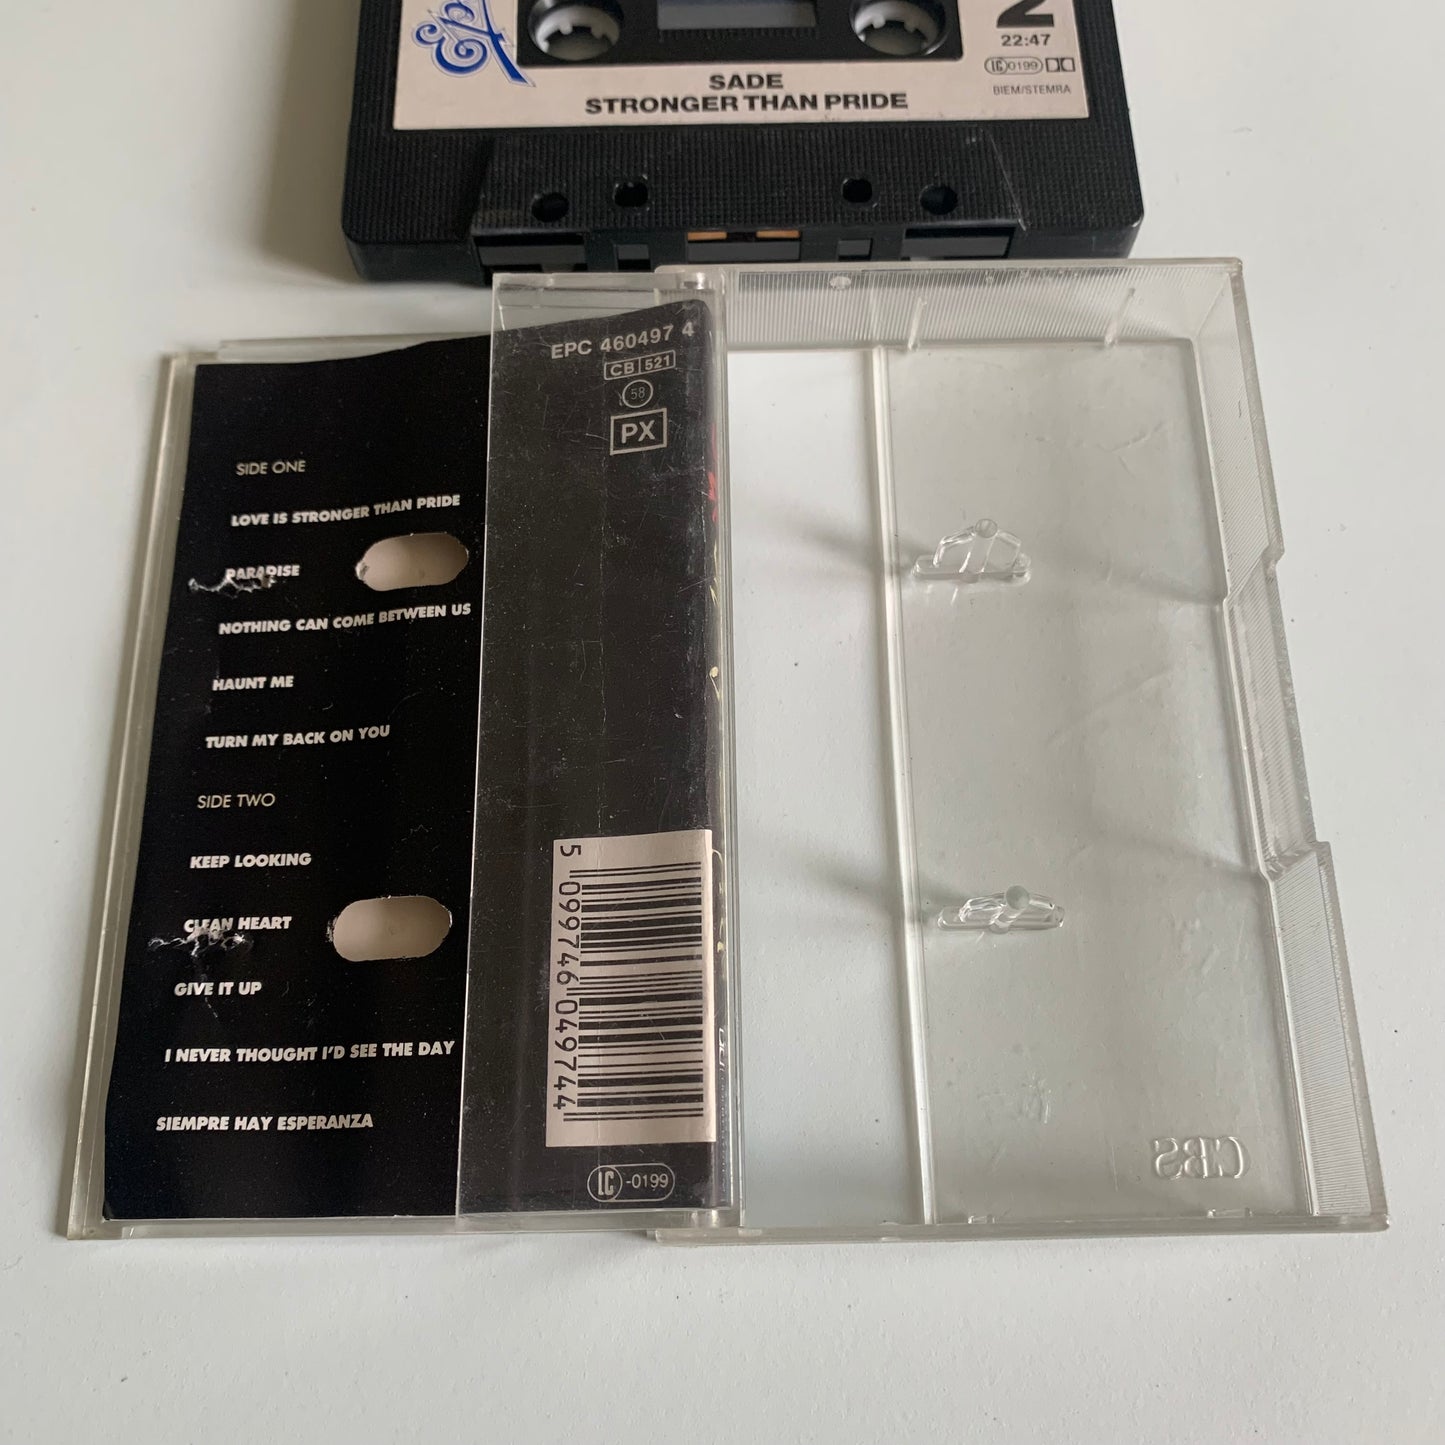 2
22:47
LC 0199
BIEM/STEMRA
SADE
STRONGER THAN PRIDE
EPC 460497 4
CB 521
58
PX
SIDE ONE
LOVE IS STRONGER THAN PRIDE
PARADISE
NOTHING CAN COME BETWEEN US
HAUNT ME
TURN MY BACK ON YOU
SIDE TWO
KEEP LOOKING
CLEAN HEART
GIVE IT UP
I NEVER THOUGHT I'D SEE THE DAY
SIEMPRE HAY ESPERANZA
5 099746 049744
LC -0199
CBS